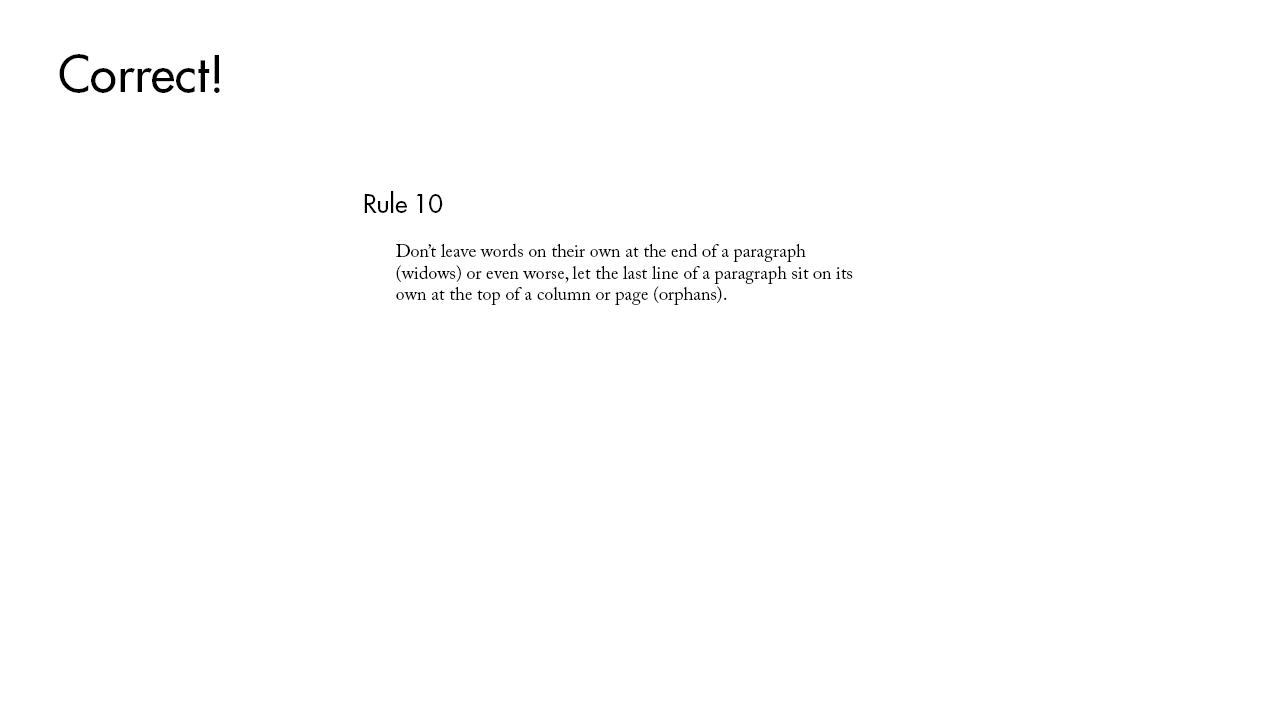 Correct!
Rule 10
Don’t leave words on their own at the end of a paragraph
(widows) or even worse, let the last line of a paragraph sit on its
own at the top of a column or page (orphans).